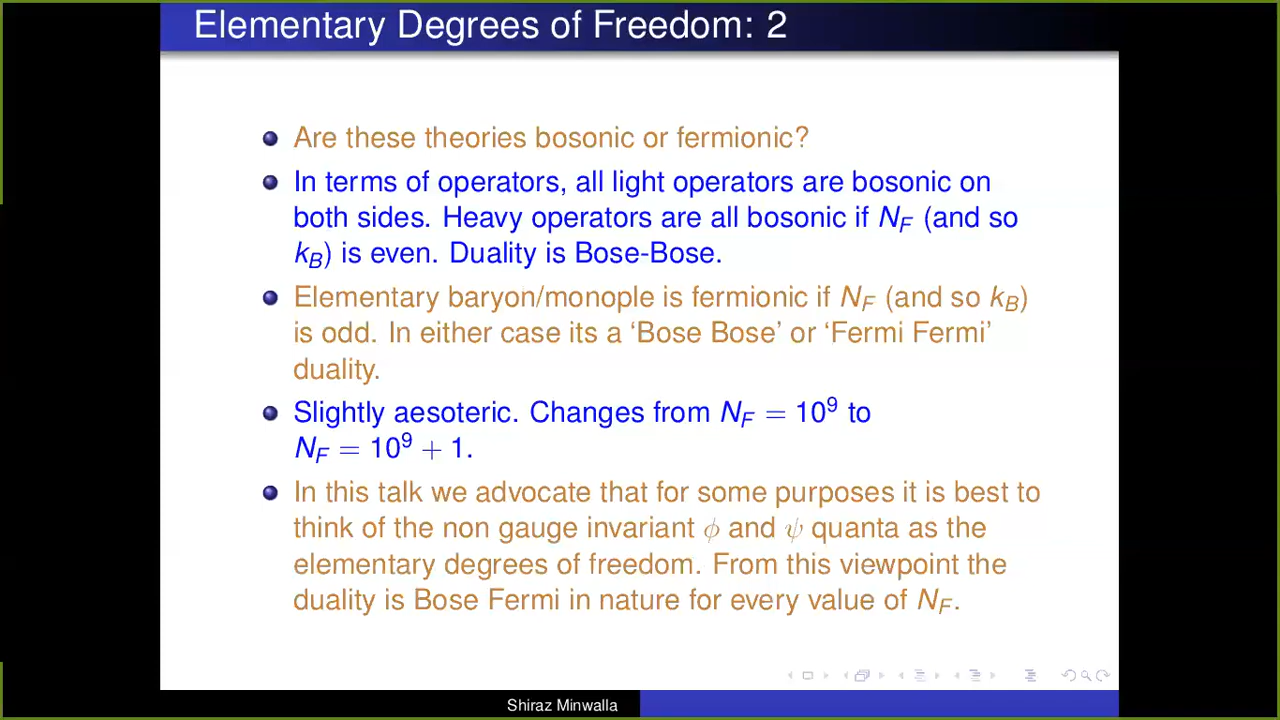 Elementary Degrees of Freedom: 2
Are these theories bosonic or fermionic?
In terms of operators, all light operators are bosonic on
both sides. Heavy operators are all bosonic if N_F (and so
k_B) is even. Duality is Bose-Bose.
Elementary baryon/monople is fermionic if N_F (and so k_B)
is odd. In either case its a ‘Bose Bose’ or ‘Fermi Fermi’
duality.
Slightly aesoteric. Changes from N_F = 10⁹ to
N_F = 10⁹ + 1.
In this talk we advocate that for some purposes it is best to
think of the non gauge invariant ϕ and ψ quanta as the
elementary degrees of freedom. From this viewpoint the
duality is Bose Fermi in nature for every value of N_F.
Shiraz Minwalla